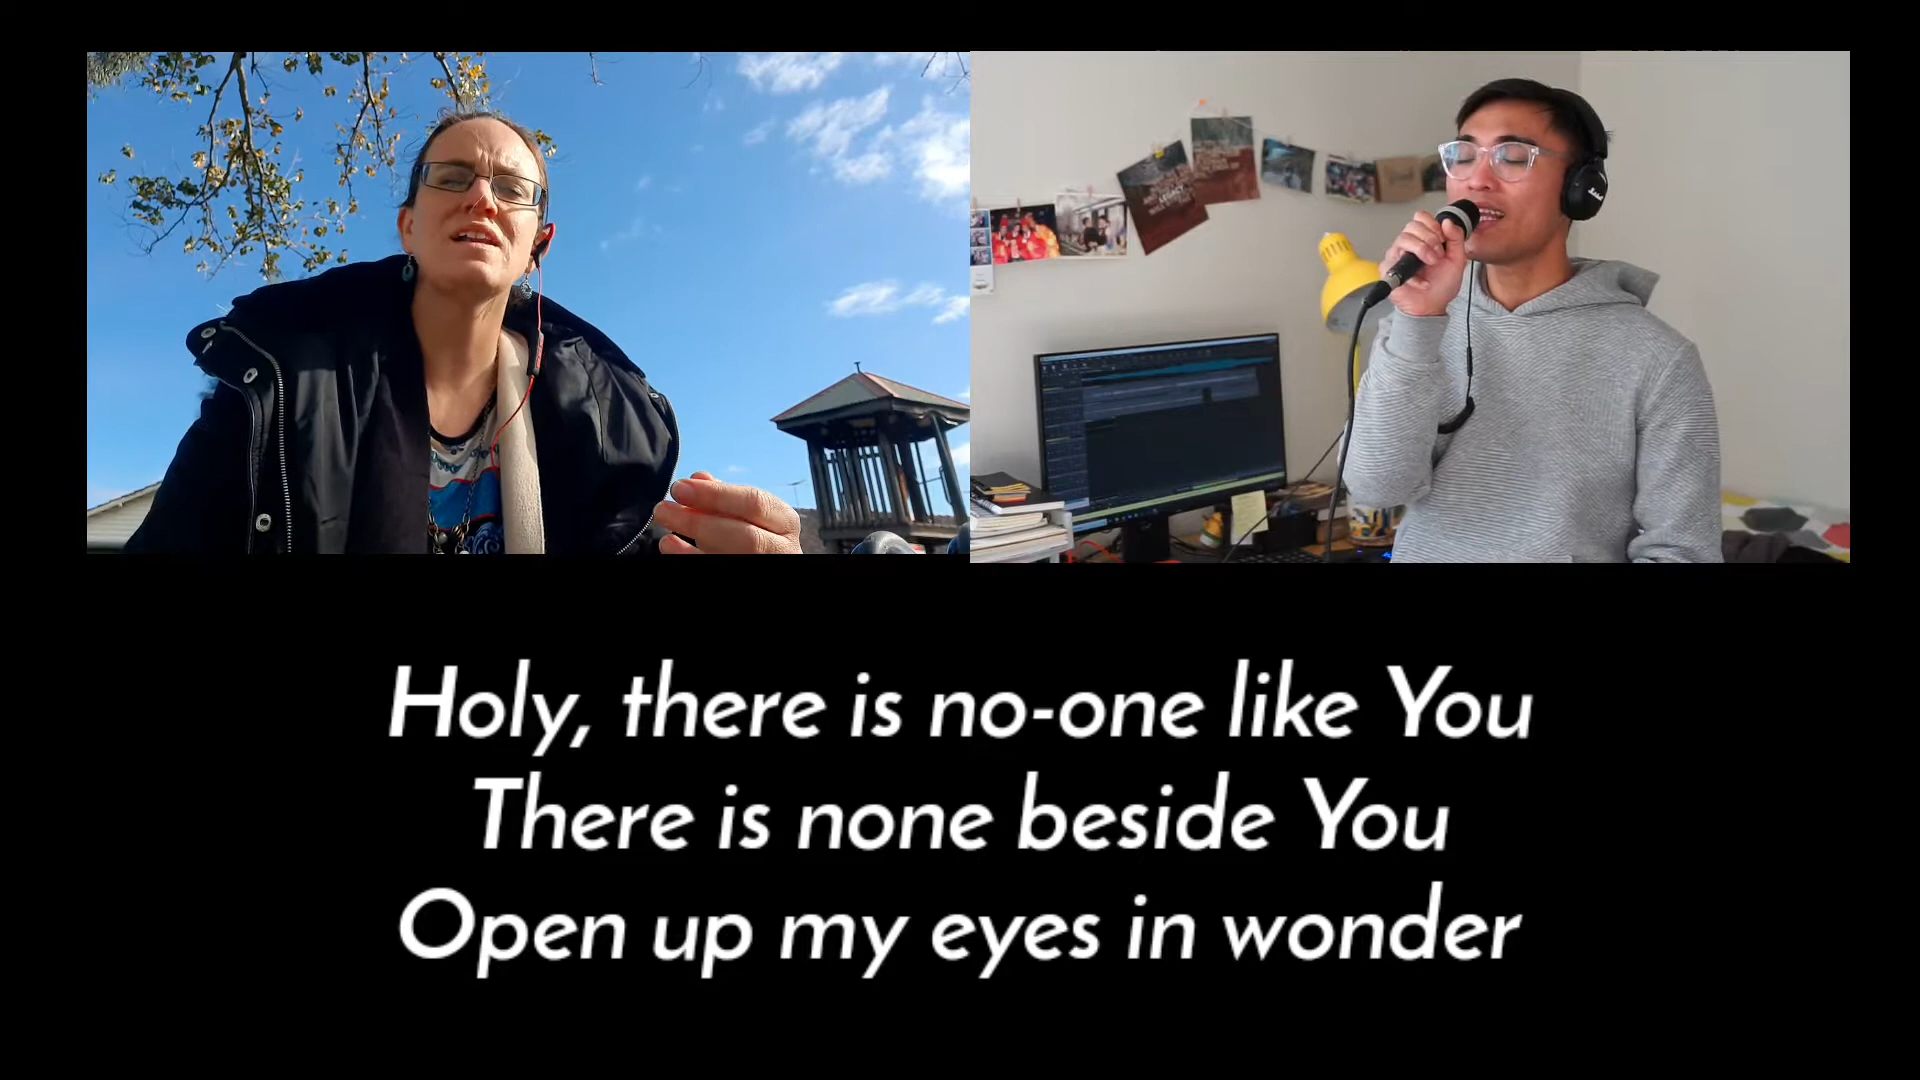 Holy, there is no-one like You
There is none beside You
Open up my eyes in wonder